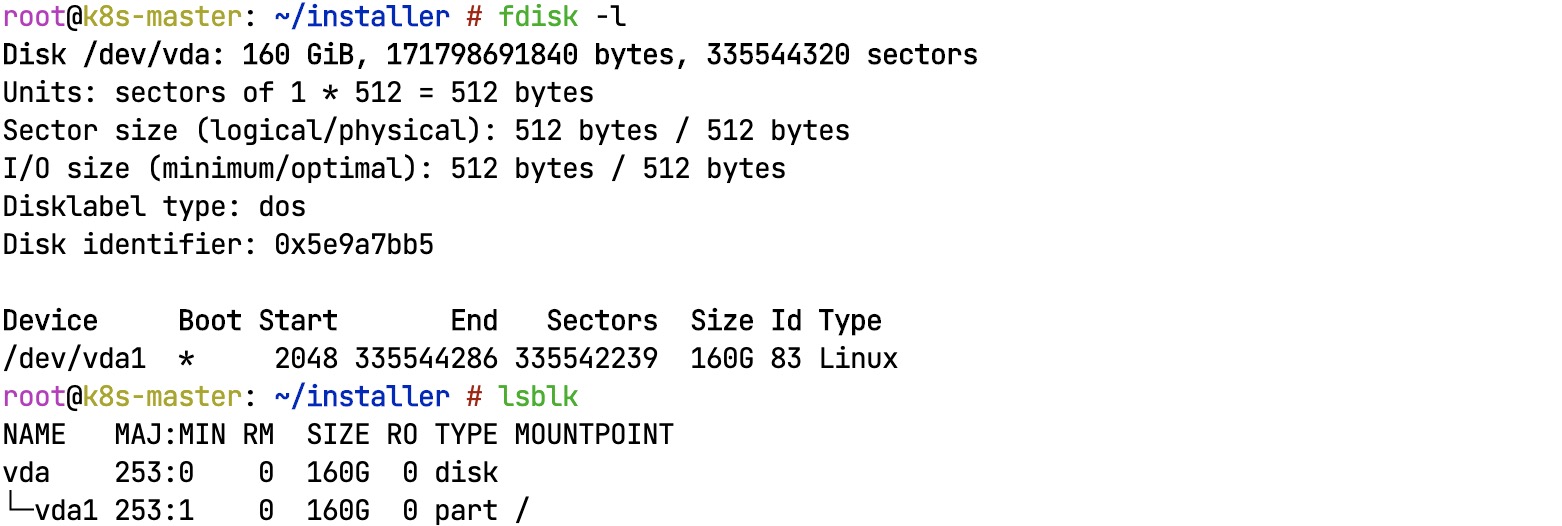 root@k8s-master: ~/installer # fdisk -l
Disk /dev/vda: 160 GiB, 171798691840 bytes, 335544320 sectors
Units: sectors of 1 * 512 = 512 bytes
Sector size (logical/physical): 512 bytes / 512 bytes
I/O size (minimum/optimal): 512 bytes / 512 bytes
Disklabel type: dos
Disk identifier: 0x5e9a7bb5

Device     Boot Start       End   Sectors  Size Id Type
/dev/vda1  *     2048 335544286 335542239  160G 83 Linux
root@k8s-master: ~/installer # lsblk
NAME   MAJ:MIN RM  SIZE RO TYPE MOUNTPOINT
vda    253:0    0  160G  0 disk
└─vda1 253:1    0  160G  0 part /